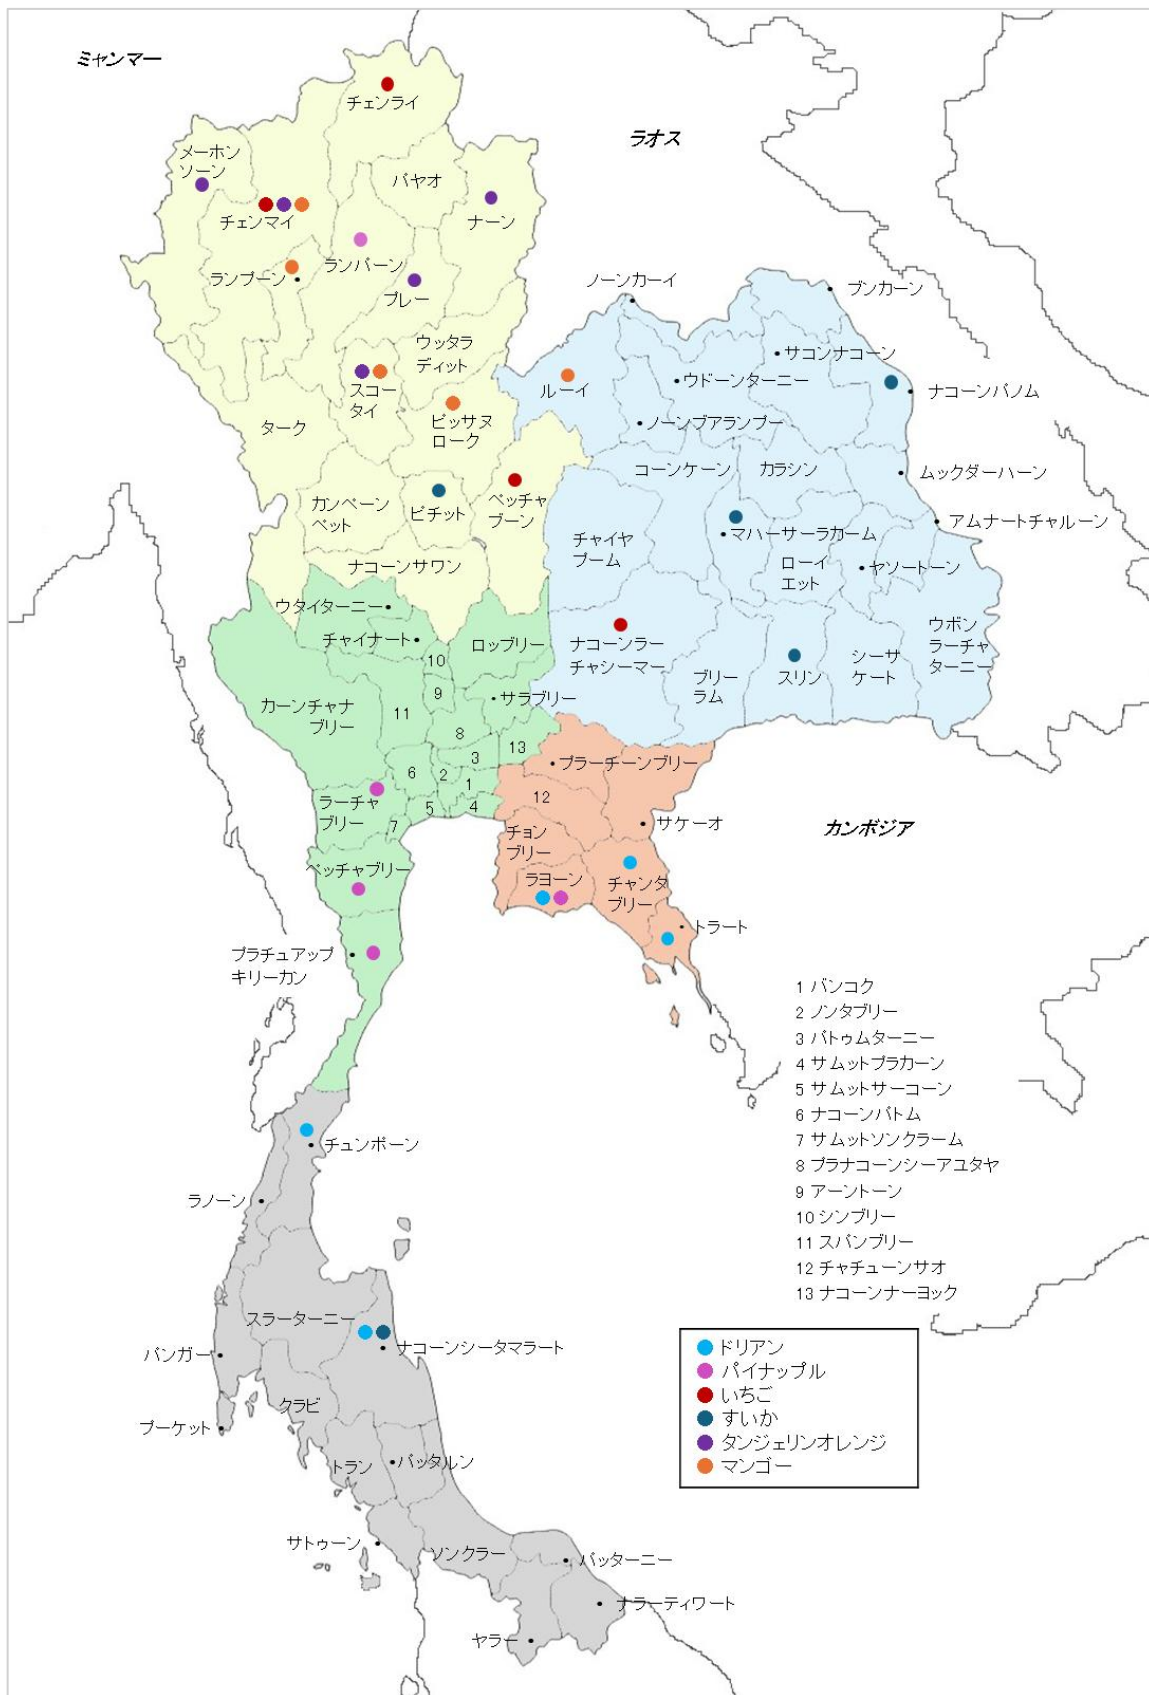 ミャンマー
チェンライ
ラオス
メーホン
ソーン
パヤオ
ナーン
チェンマイ
ランパーン
ランプーン
プレー
ノーンカーイ
ブンカーン
ウッタラ
ディット
サコンナコーン
スコー
タイ
ルーイ
ウドーンターニー
ナコーンパノム
ピッサヌ
ローク
ノーンブアランプー
ターク
コーンケーン
カラシン
ムックダーハーン
カンペーン
ペット
ピチット
ペッチャ
ブーン
アムナートチャルーン
チャイヤ
プーム
マハーサーラカーム
ローイ
エット
ヤソートーン
ナコーンサワン
ウタイターニー
チャイナート
ロッブリー
ナコーンラー
チャシーマー
ウボン
ラーチャ
ターニー
10
ブリー
ラム
スリン
シーサ
ケート
カーンチャナ
ブリー
9
サラブリー
11
8
13
プラーチーンブリー
3
6
2
1
12
ラーチャ
ブリー
5
4
7
サケーオ
カンボジア
チョン
ブリー
ペッチャブリー
ラヨーン
チャンタ
ブリー
トラート
プラチュアップ
キリーカン
1 バンコク
2 ノンタブリー
3 パトゥムターニー
4 サムットプラカーン
5 サムットサーコーン
6 ナコーンパトム
7 サムットソンクラーム
8 プラナコーンシーアユタヤ
9 アーントーン
10 シンブリー
11 スパンブリー
12 チャチューンサオ
13 ナコーンナーヨック
チュンポーン
ラノーン
スラーターニー
ナコーンシータマラート
パンガー
クラビ
プーケット
トラン
パッタルン
サトゥーン
ソンクラー
パッターニー
ナラーティワート
ヤラー
ドリアン
パイナップル
いちご
すいか
タンジェリンオレンジ
マンゴー